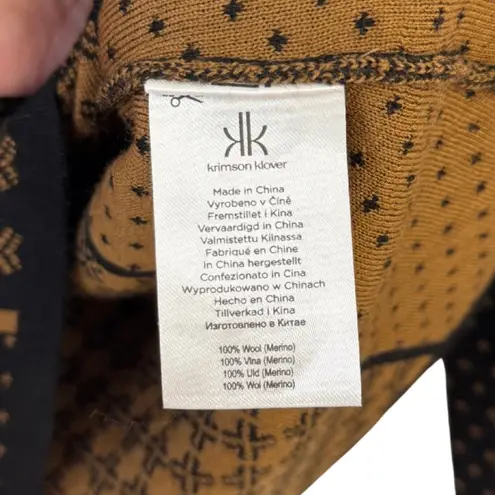 krimson klover
Made in China
Vyrobeno v Číně
Fremstillet i Kina
Vervaardigd in China
Valmistettu Kiinassa
Fabriqué en Chine
in China hergestellt
Confezionato in Cina
Wyprodukowano w Chinach
Hecho en China
Tillverkad i Kina
Изготовлено в Китае
100% Wool (Merino)
100% Vlna (Merino)
100% Uld (Merino)
100% Wol (Merino)